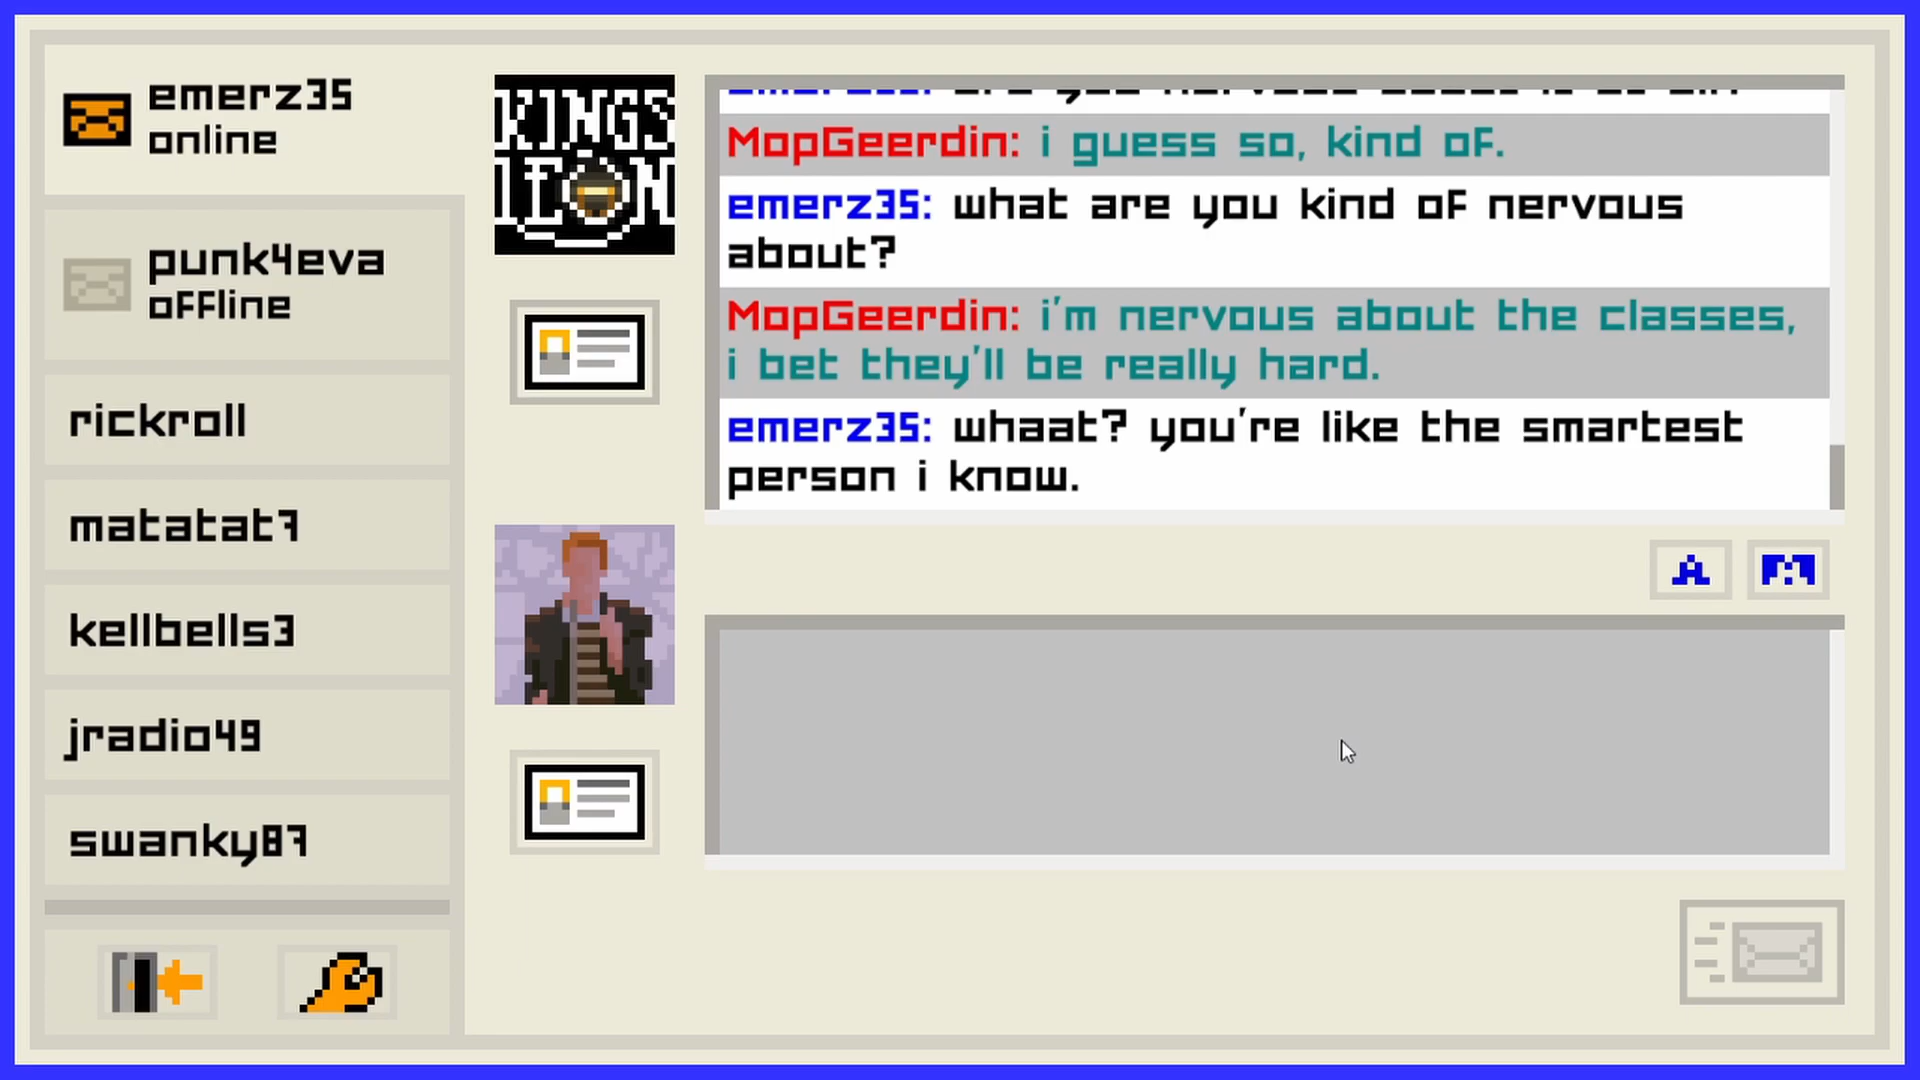 emerz35
online
punk4eva
offline
rickroll
matatat7
kellbells3
jradio49
swanky87
KINGS
MopGeerdin: i guess so, kind of.
emerz35: what are you kind of nervous
about?
MopGeerdin: i'm nervous about the classes,
i bet they'll be really hard.
emerz35: whaat? you're like the smartest
person i know.
A